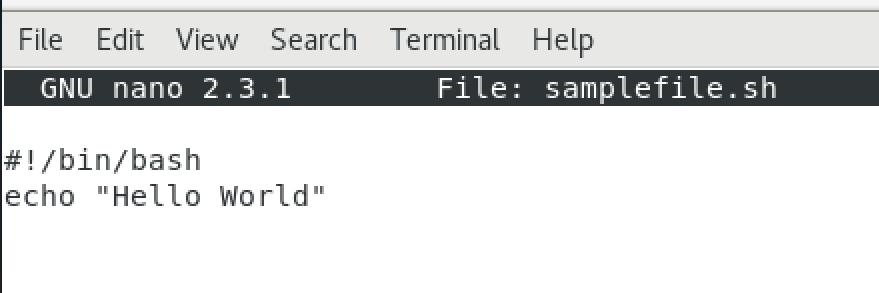 File Edit View Search Terminal Help
GNU nano 2.3.1 File: samplefile.sh
#!/bin/bash
echo "Hello World"